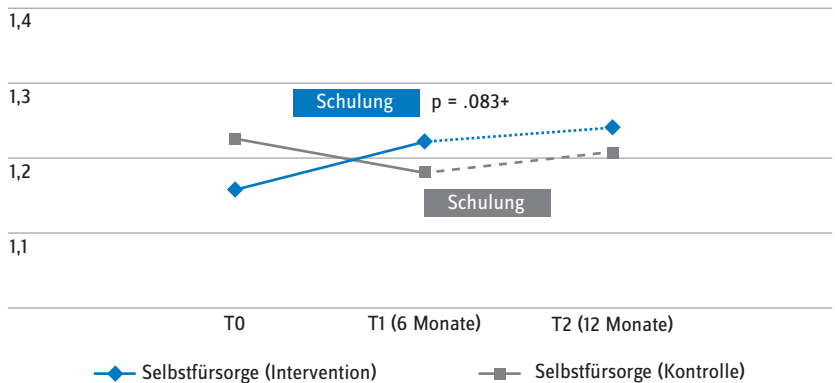 1,4
1,3
Schulung p = .083+
1,2
Schulung
1,1
T0 T1 (6 Monate) T2 (12 Monate)
Selbstfürsorge (Intervention) Selbstfürsorge (Kontrolle)